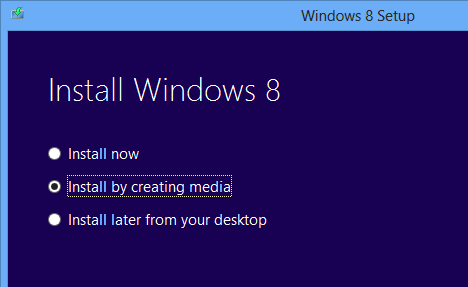 Windows 8 Setup
Install Windows 8
Install now
Install by creating media
Install later from your desktop